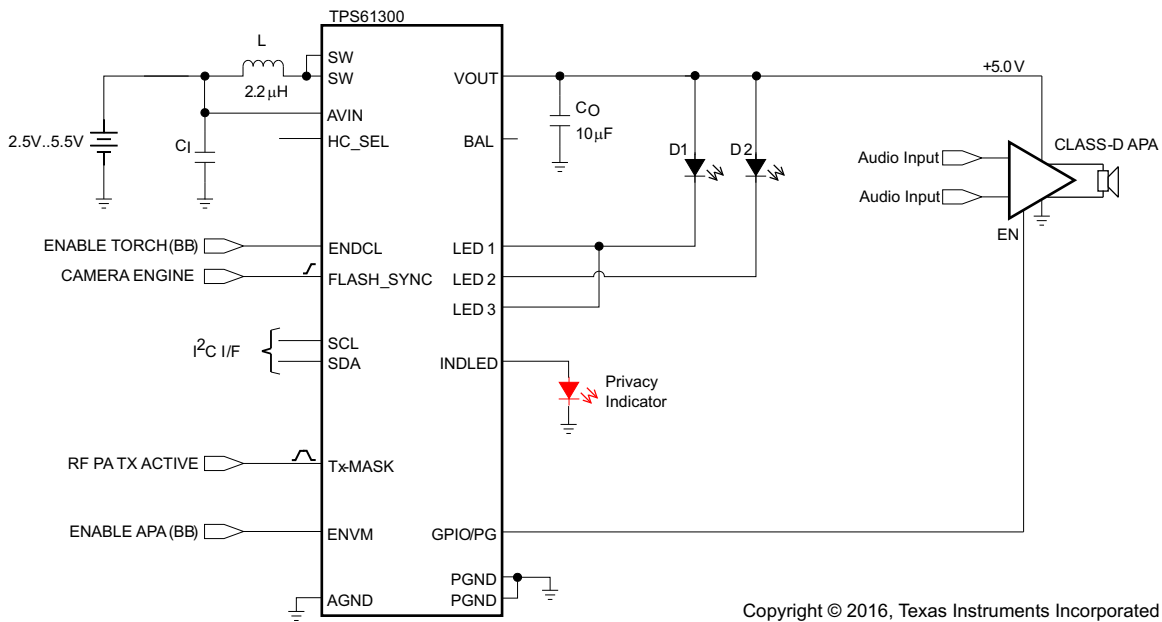 TPS61300
L
SW
SW
2.2 µH
VOUT
+5.0 V
AVIN
CO
10µF
2.5V..5.5V
HC_SEL
BAL
CI
D1
D2
CLASS-D APA
Audio Input
Audio Input
EN
ENABLE TORCH (BB)
ENDCL
LED 1
CAMERA ENGINE
FLASH_SYNC
LED 2
LED 3
I2C I/F
SCL
SDA
INDLED
Privacy
Indicator
RF PA TX ACTIVE
Tx-MASK
ENABLE APA (BB)
ENVM
GPIO/PG
PGND
PGND
AGND
Copyright © 2016, Texas Instruments Incorporated